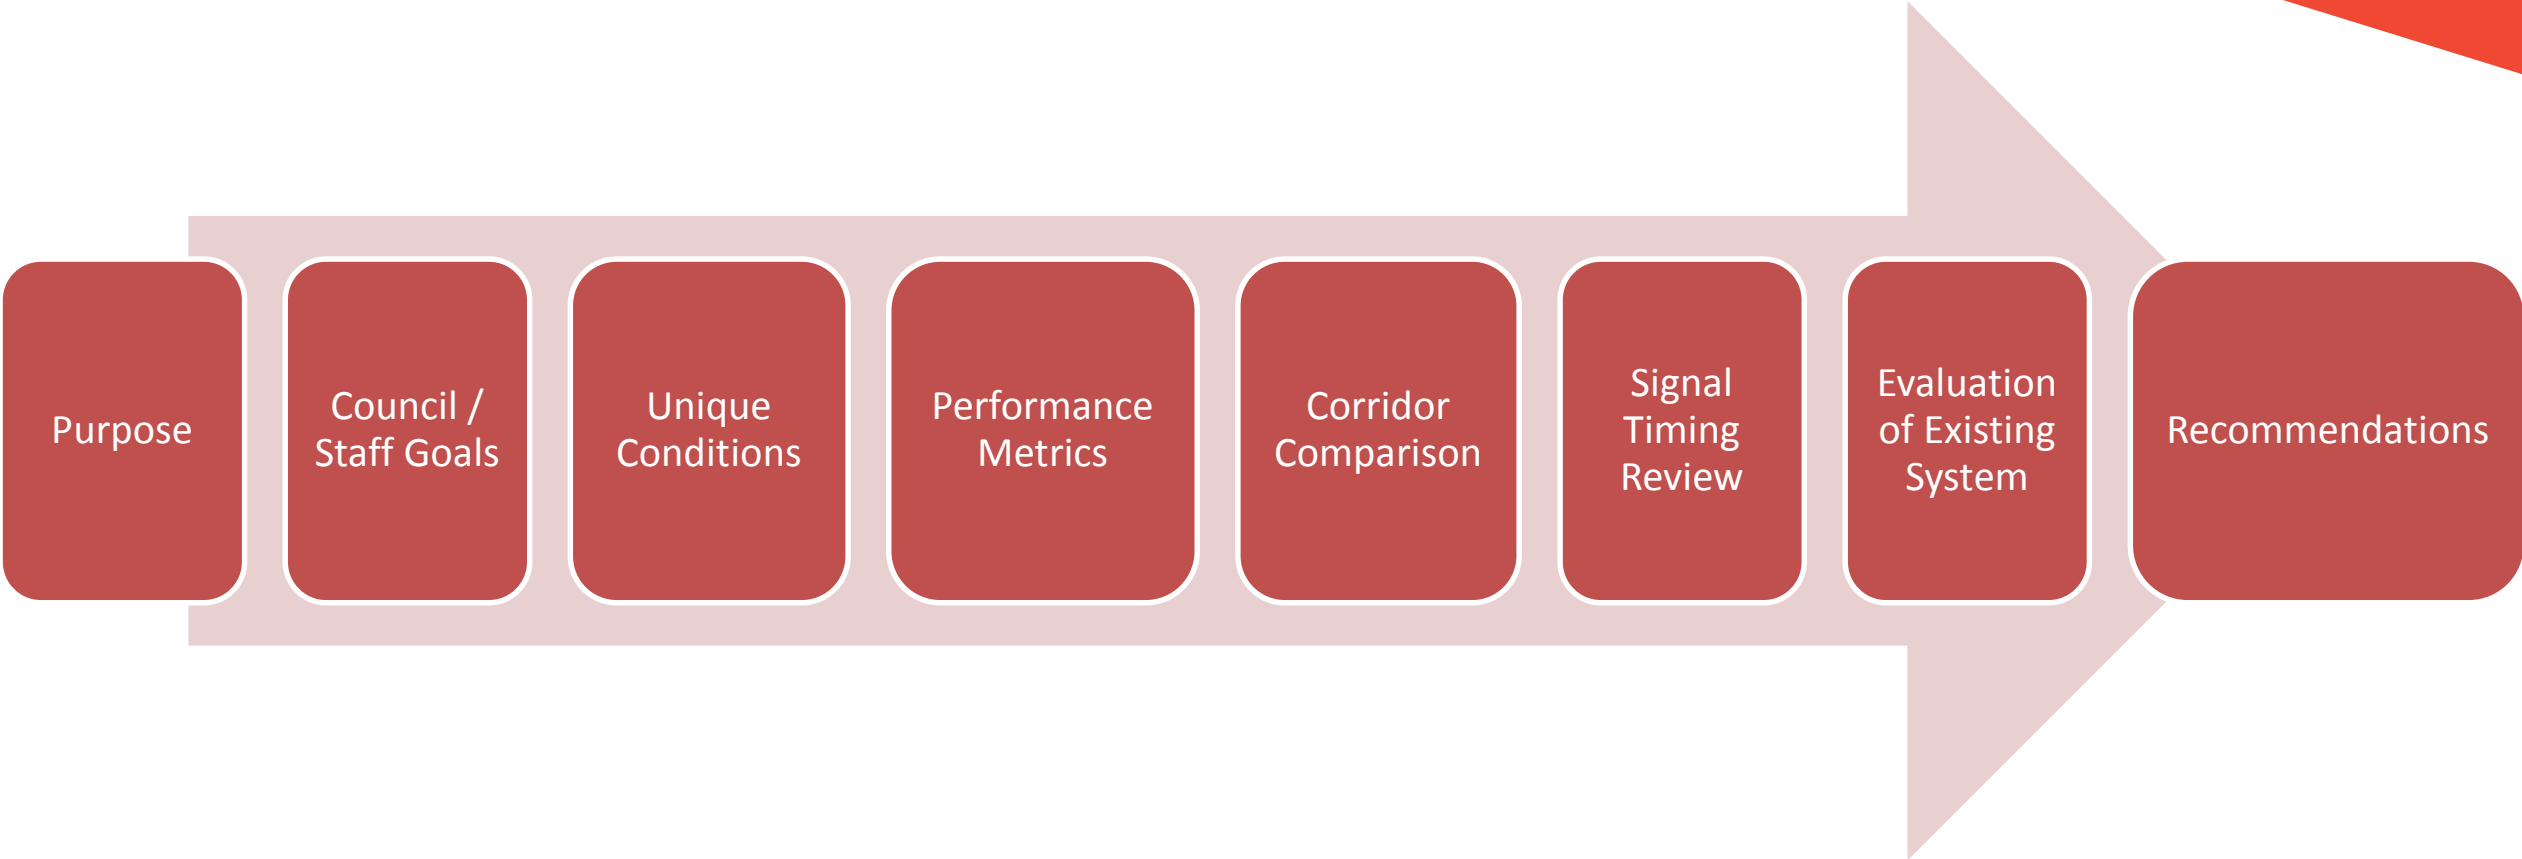 Purpose
Council /
Staff Goals
Unique
Conditions
Performance
Metrics
Corridor
Comparison
Signal
Timing
Review
Evaluation
of Existing
System
Recommendations